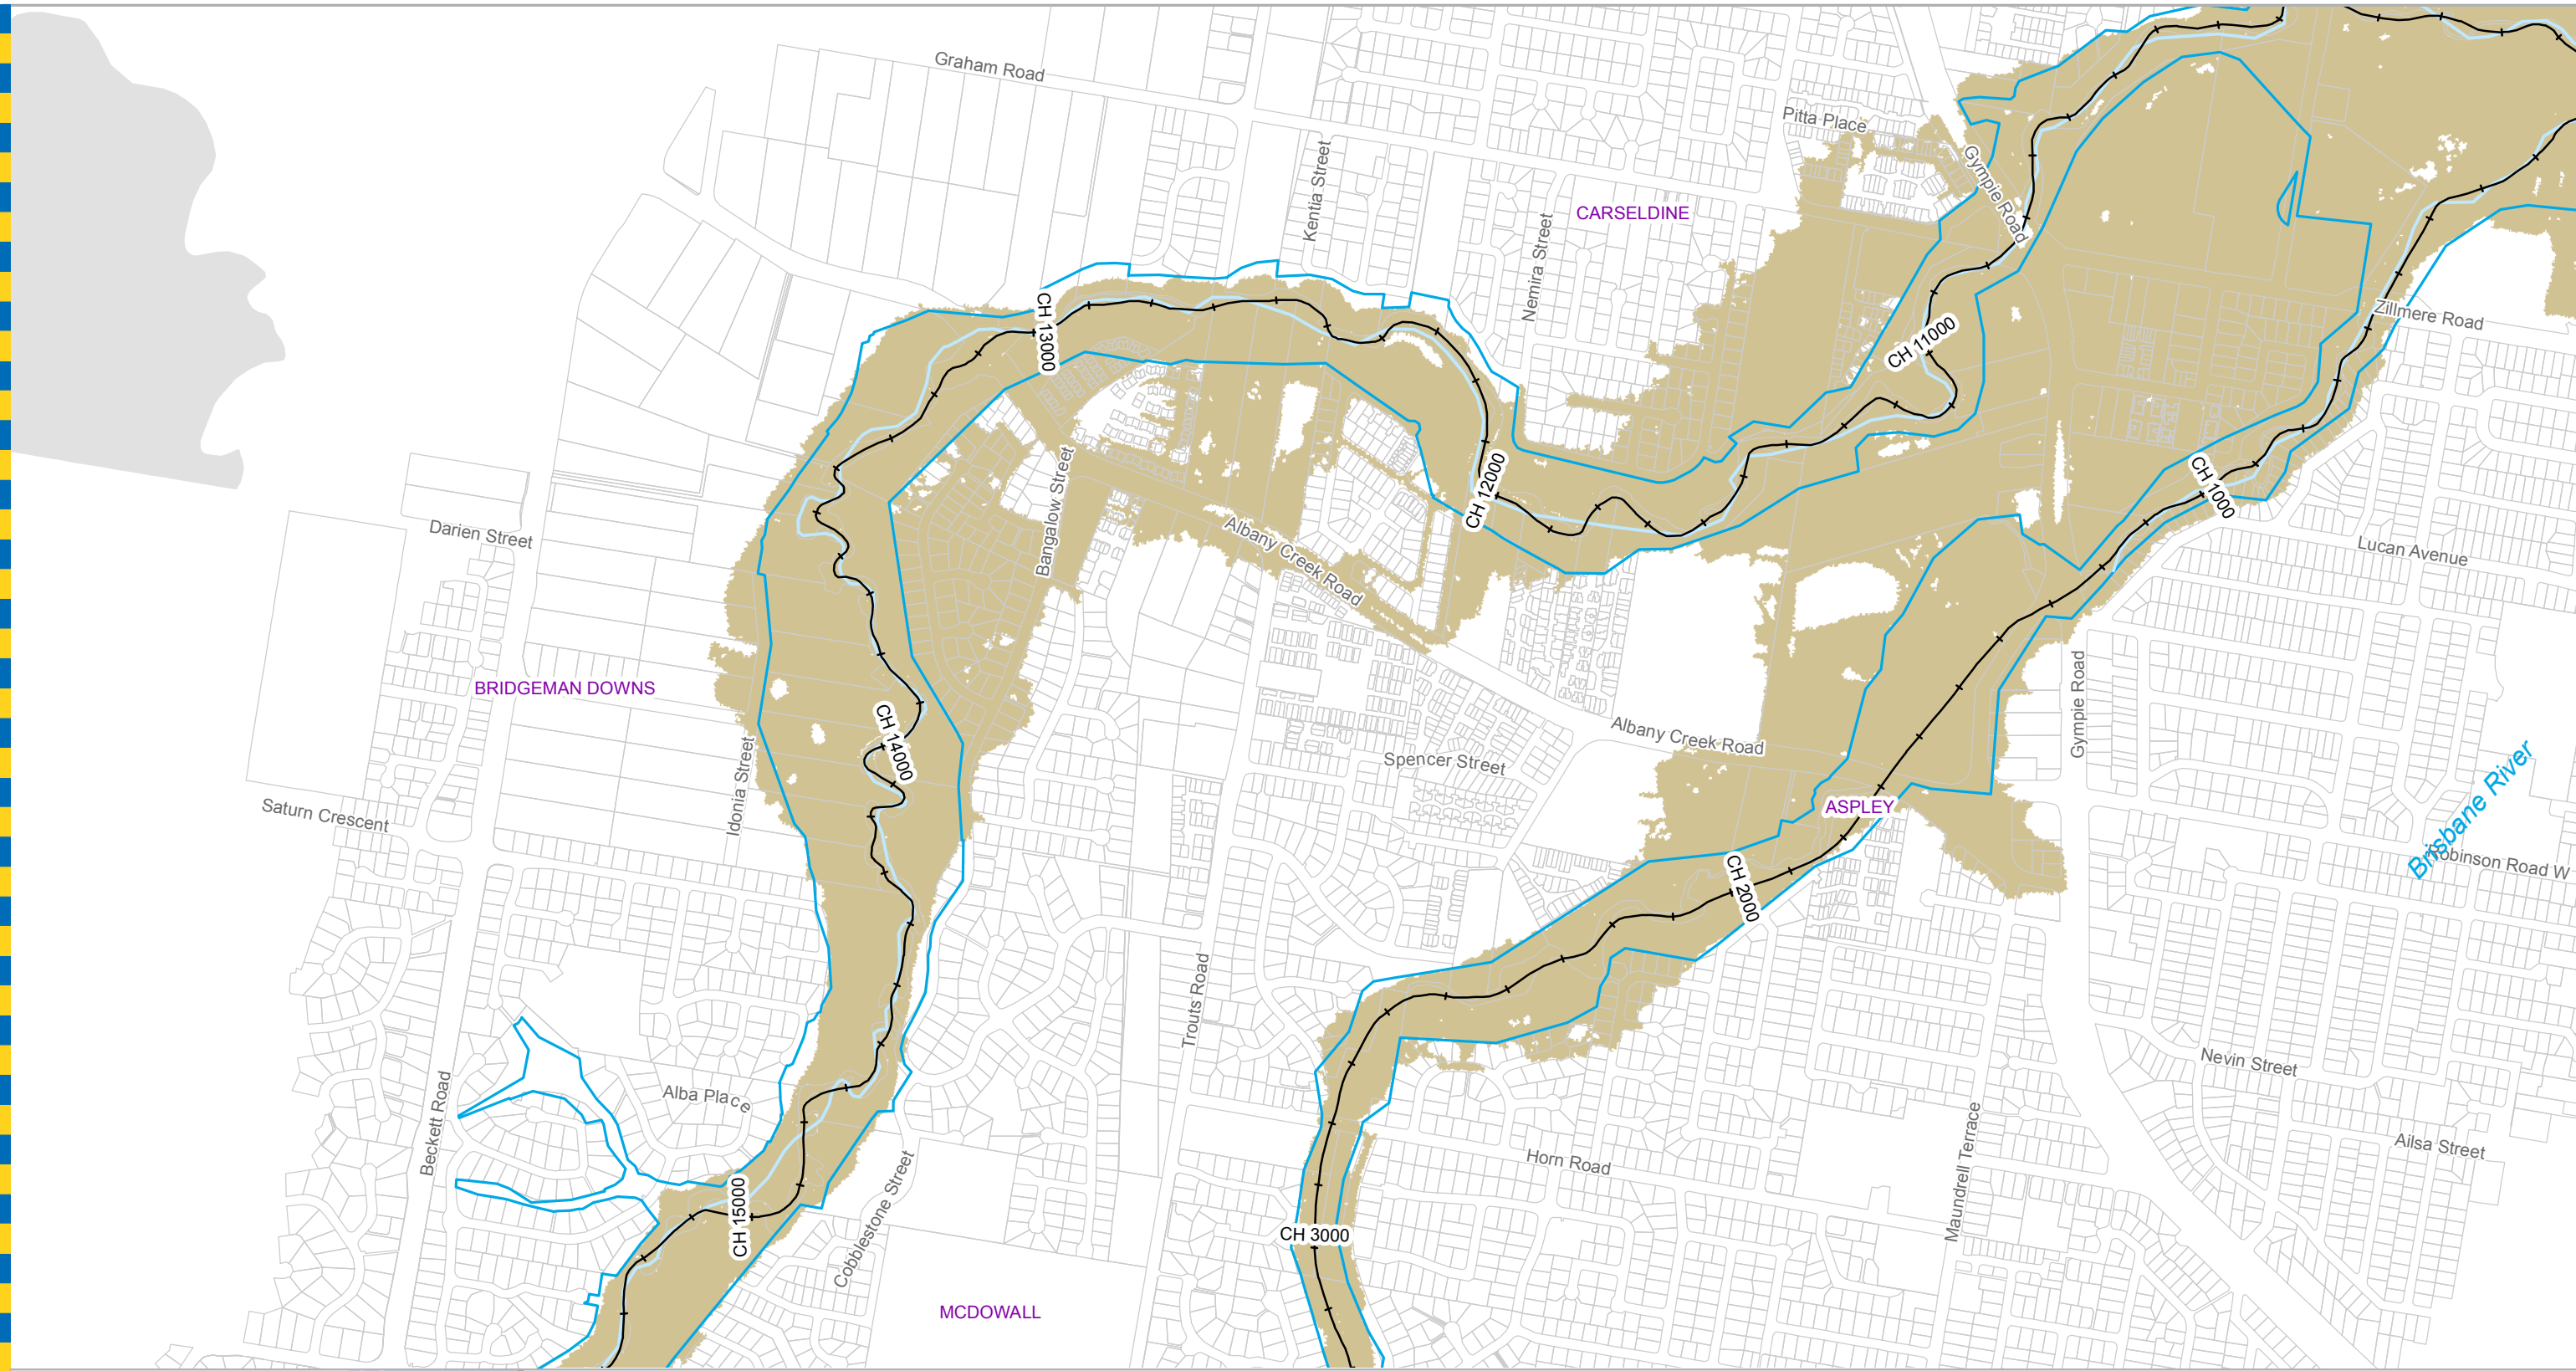 Graham Road
Pitta Place
Kentia Street
Gympie Road
CARSELDINE
Nemira Street
CH 13000
Zillmere Road
CH 11000
CH 12000
CH 1000
Bangalow Street
Darien Street
Albany Creek Road
Lucan Avenue
BRIDGEMAN DOWNS
Gympie Road
CH 14000
Albany Creek Road
Spencer Street
Idonia Street
Saturn Crescent
ASPLEY
Brisbane River
Robinson Road W
CH 2000
Trouts Road
Nevin Street
Alba Place
Beckett Road
Maundrell Terrace
Ailsa Street
Horn Road
CH 15000
Cobblestone Street
CH 3000
MCDOWALL